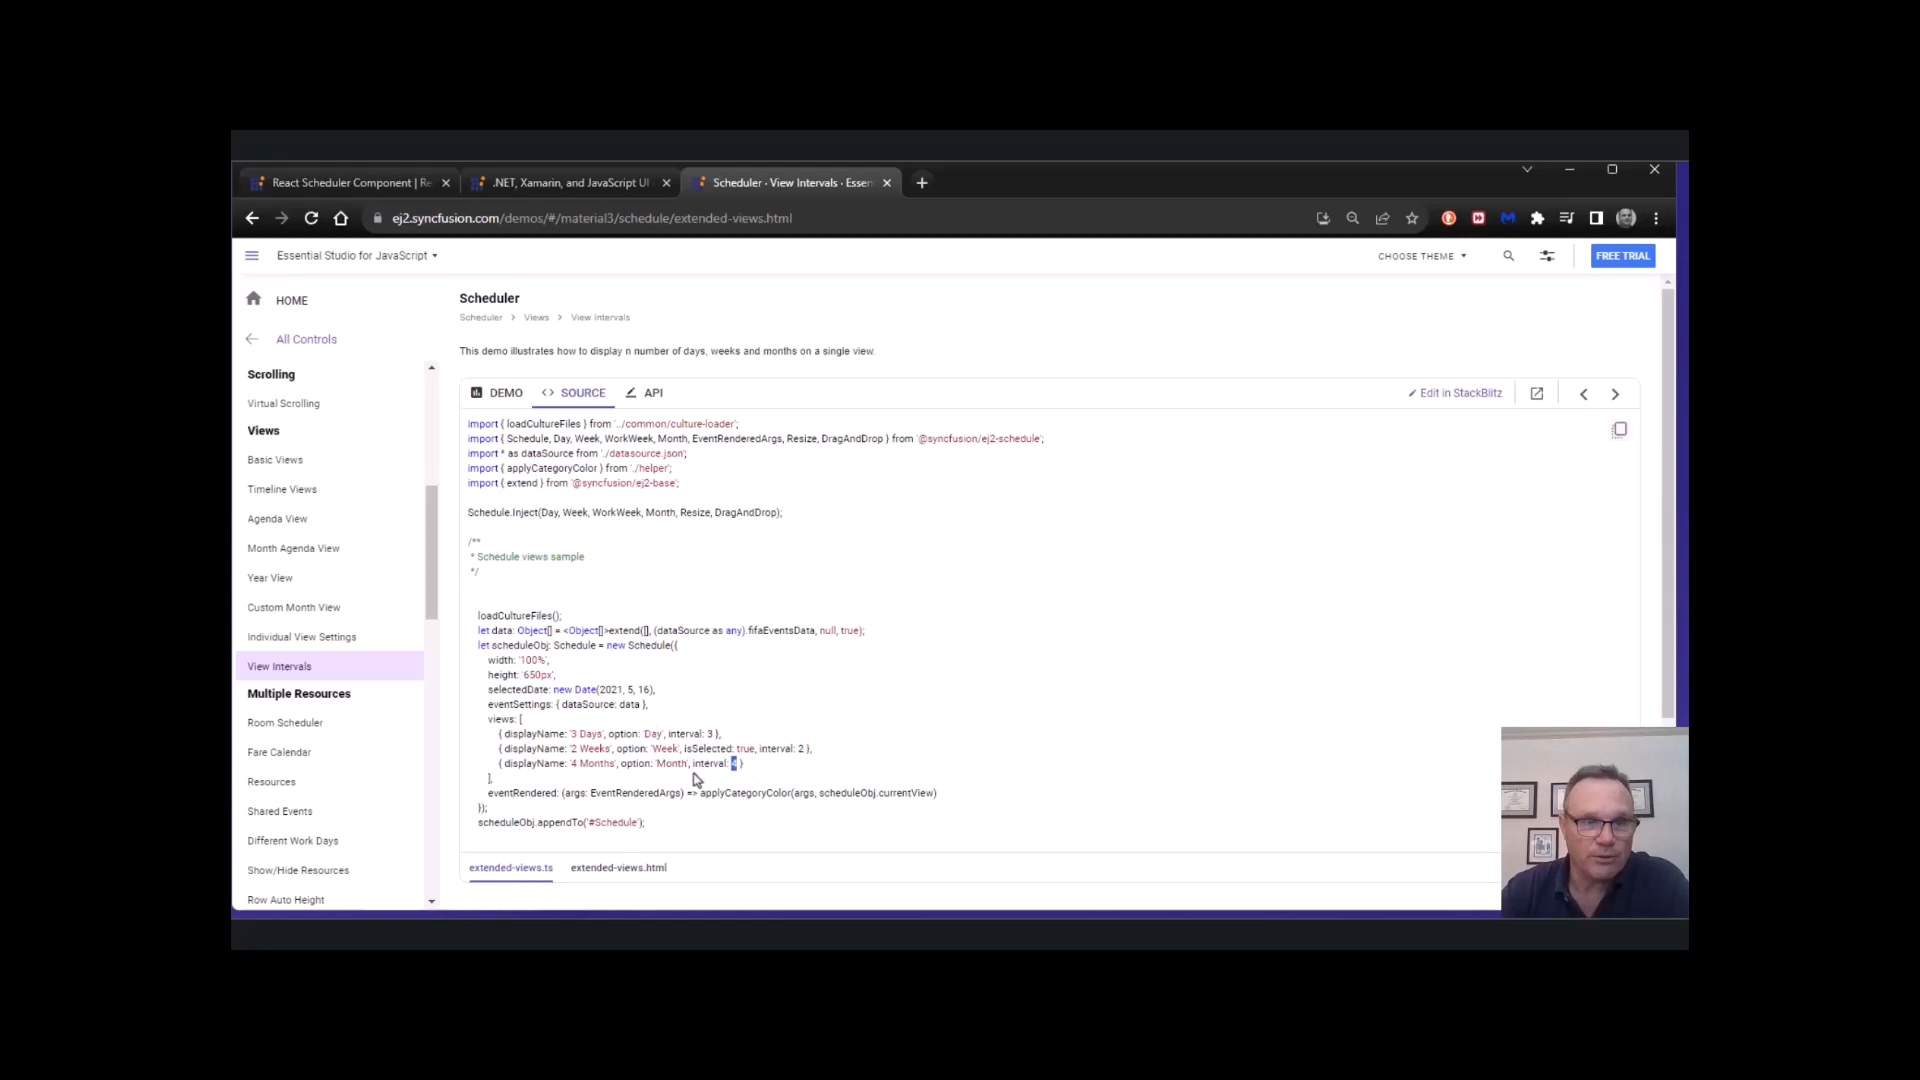 React Scheduler Component | Re
.NET, Xamarin, and JavaScript UI
Scheduler · View Intervals · Essen
ej2.syncfusion.com/demos/#/material3/schedule/extended-views.html
Essential Studio for JavaScript
CHOOSE THEME
FREE TRIAL
HOME
All Controls
Scrolling
Virtual Scrolling
Views
Basic Views
Timeline Views
Agenda View
Month Agenda View
Year View
Custom Month View
Individual View Settings
View Intervals
Multiple Resources
Room Scheduler
Fare Calendar
Resources
Shared Events
Different Work Days
Show/Hide Resources
Row Auto Height
Scheduler
Scheduler > Views > View Intervals
This demo illustrates how to display n number of days, weeks and months on a single view.
DEMO
<> SOURCE
API
Edit in StackBlitz
import { loadCultureFiles } from '../common/culture-loader';
import { Schedule, Day, Week, WorkWeek, Month, EventRenderedArgs, Resize, DragAndDrop } from '@syncfusion/ej2-schedule';
import * as dataSource from './datasource.json';
import { applyCategoryColor } from './helper';
import { extend } from '@syncfusion/ej2-base';
Schedule.Inject(Day, Week, WorkWeek, Month, Resize, DragAndDrop);
/**
* Schedule views sample
*/
loadCultureFiles();
let data: Object[] = <Object[]>extend([], (dataSource as any).fifaEventsData, null, true);
let scheduleObj: Schedule = new Schedule({
width: '100%',
height: '650px',
selectedDate: new Date(2021, 5, 16),
eventSettings: { dataSource: data },
views: [
{ displayName: '3 Days', option: 'Day', interval: 3 },
{ displayName: '2 Weeks', option: 'Week', isSelected: true, interval: 2 },
{ displayName: '4 Months', option: 'Month', interval: 4 }
],
eventRendered: (args: EventRenderedArgs) => applyCategoryColor(args, scheduleObj.currentView)
});
scheduleObj.appendTo('#Schedule');
extended-views.ts
extended-views.html